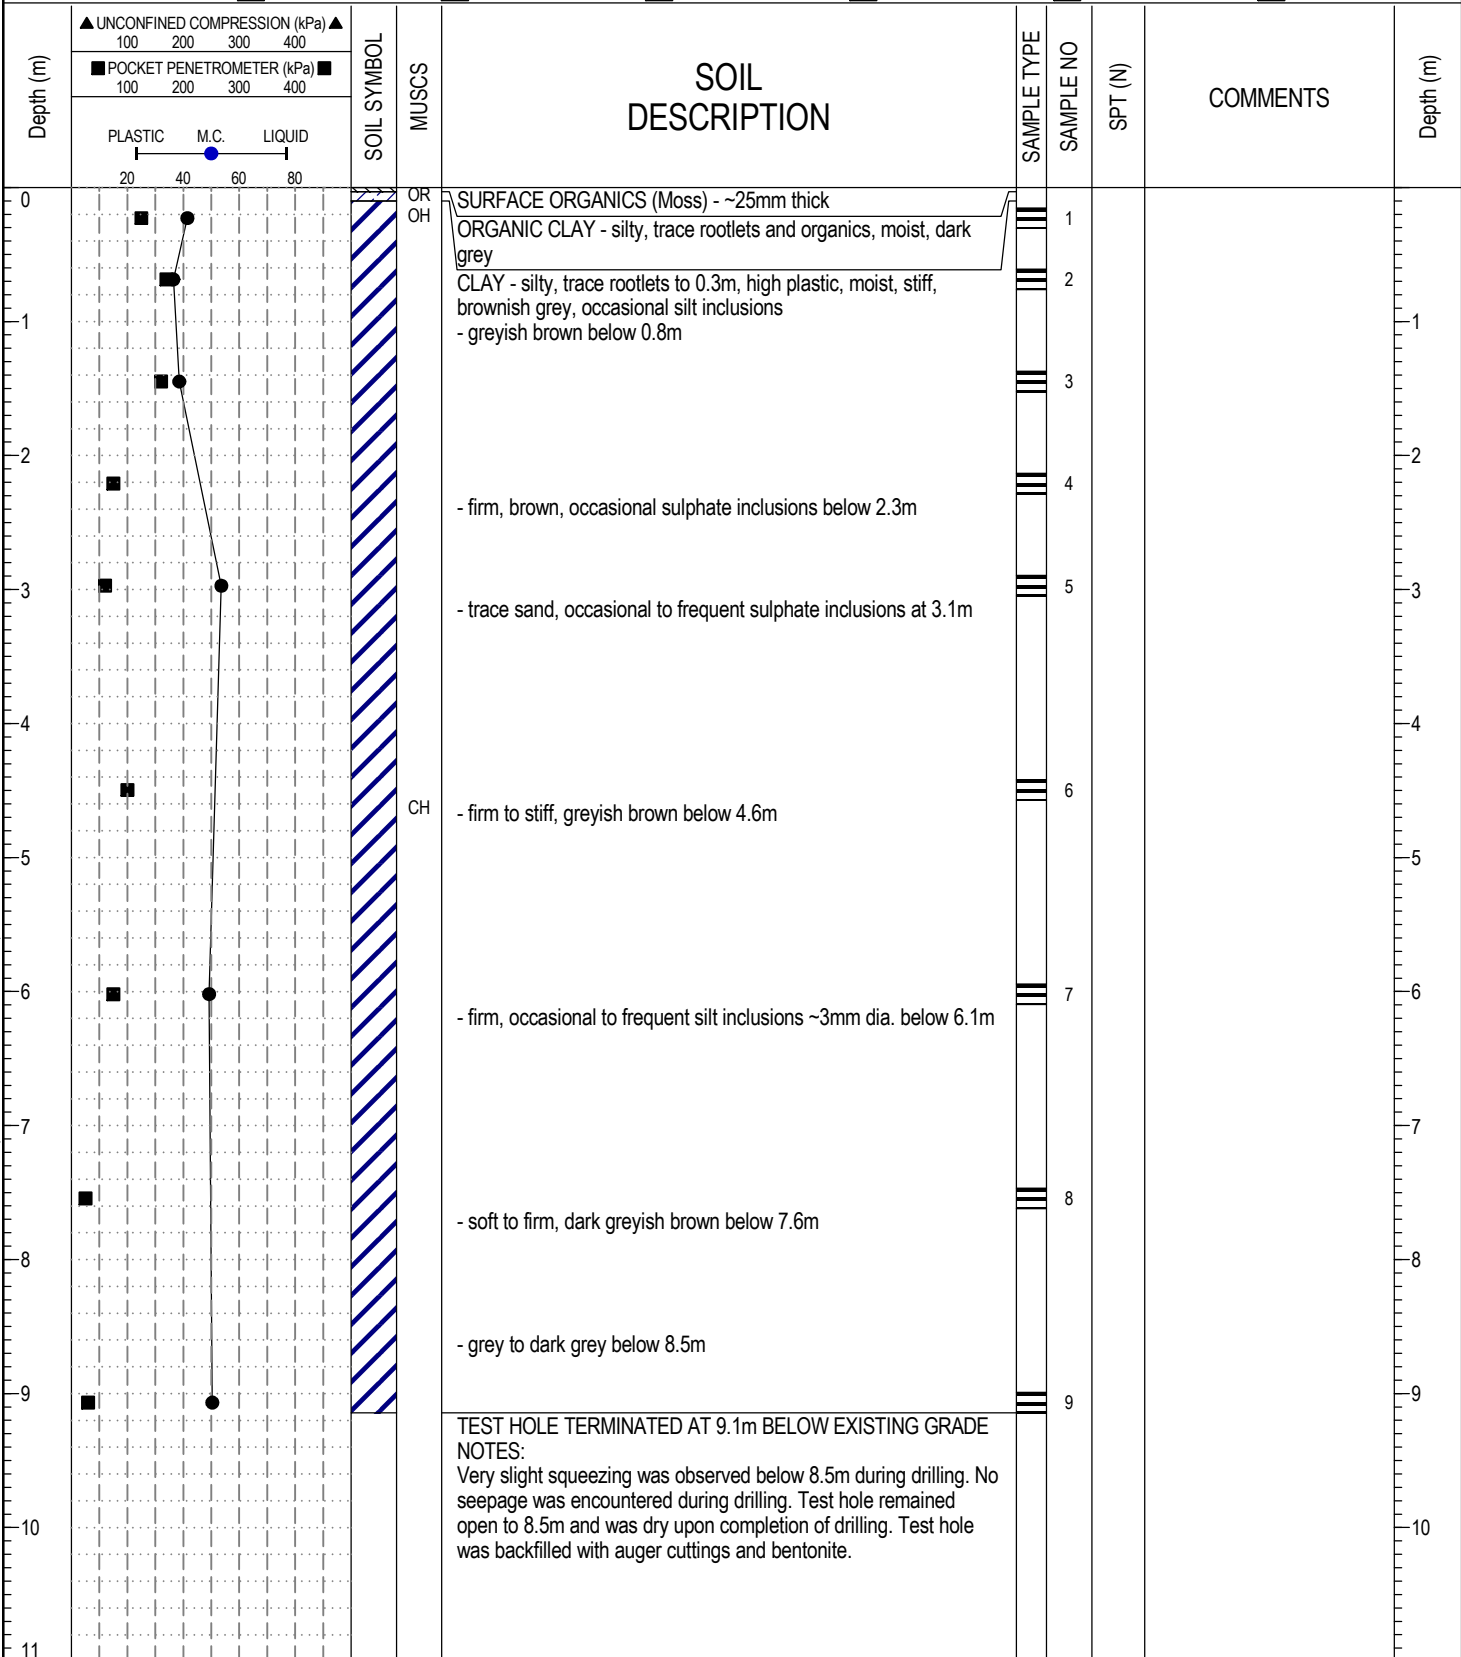 ▲ UNCONFINED COMPRESSION (kPa) ▲
100 200 300 400
■ POCKET PENETROMETER (kPa) ■
100 200 300 400
PLASTIC M.C. LIQUID
20 40 60 80
Depth (m)
SOIL SYMBOL
MUSCS
SOIL
DESCRIPTION
SAMPLE TYPE
SAMPLE NO
SPT (N)
COMMENTS
Depth (m)
0
OR
SURFACE ORGANICS (Moss) - ~25mm thick
OH
1
ORGANIC CLAY - silty, trace rootlets and organics, moist, dark
grey
CLAY - silty, trace rootlets to 0.3m, high plastic, moist, stiff,
2
brownish grey, occasional silt inclusions
1 1
- greyish brown below 0.8m
3
2 2
4
- firm, brown, occasional sulphate inclusions below 2.3m
5
3 3
- trace sand, occasional to frequent sulphate inclusions at 3.1m
4 4
6
CH
- firm to stiff, greyish brown below 4.6m
5 5
6 7 6
- firm, occasional to frequent silt inclusions ~3mm dia. below 6.1m
7 7
8
- soft to firm, dark greyish brown below 7.6m
8 8
- grey to dark grey below 8.5m
9 9 9
TEST HOLE TERMINATED AT 9.1m BELOW EXISTING GRADE
NOTES:
Very slight squeezing was observed below 8.5m during drilling. No
seepage was encountered during drilling. Test hole remained
open to 8.5m and was dry upon completion of drilling. Test hole
was backfilled with auger cuttings and bentonite.
10 10
11